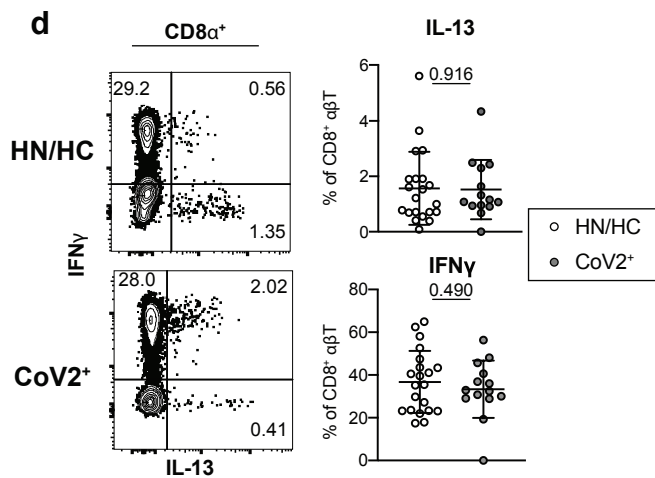 d
CD8α⁺
29.2
0.56
HN/HC
1.35
28.0
2.02
CoV2⁺
0.41
IFNγ
IL-13
IL-13
0.916
% of CD8⁺ αβT
6
4
2
0
IFNγ
0.490
% of CD8⁺ αβT
80
60
40
20
0
HN/HC
CoV2⁺